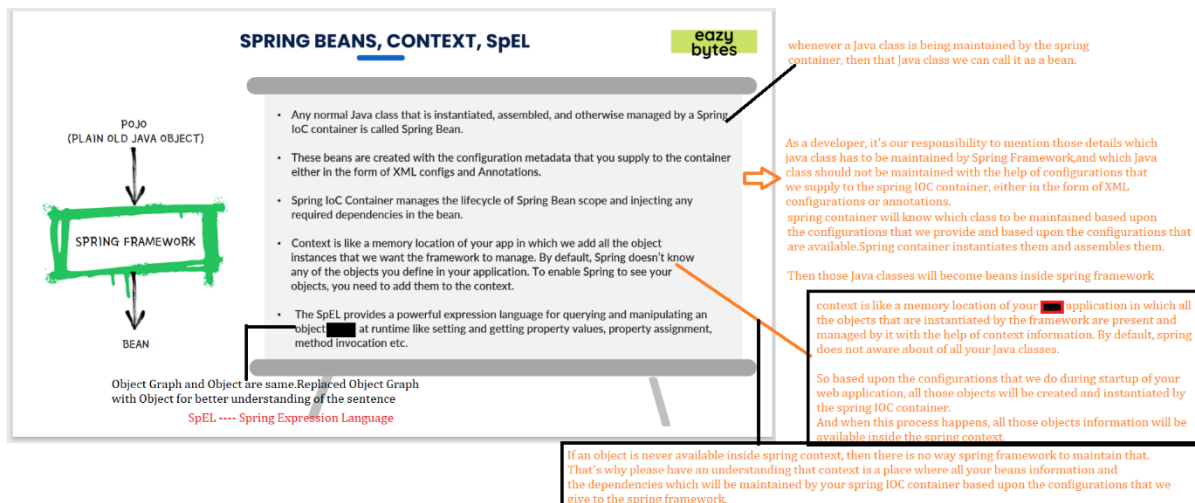 SPRING BEANS, CONTEXT, SpEL
eazy
bytes
POJO
(PLAIN OLD JAVA OBJECT)
SPRING FRAMEWORK
BEAN
• Any normal Java class that is instantiated, assembled, and otherwise managed by a Spring
IoC container is called Spring Bean.
• These beans are created with the configuration metadata that you supply to the container
either in the form of XML configs and Annotations.
• Spring IoC Container manages the lifecycle of Spring Bean scope and injecting any
required dependencies in the bean.
• Context is like a memory location of your app in which we add all the object
instances that we want the framework to manage. By default, Spring doesn't know
any of the objects you define in your application. To enable Spring to see your
objects, you need to add them to the context.
• The SpEL provides a powerful expression language for querying and manipulating an
object at runtime like setting and getting property values, property assignment,
method invocation etc.
Object Graph and Object are same.Replaced Object Graph
with Object for better understanding of the sentence
SpEL ---- Spring Expression Language
whenever a Java class is being maintained by the spring
container, then that Java class we can call it as a bean.
As a developer, it's our responsibility to mention those details which
java class has to be maintained by Spring Framework,and which Java
class should not be maintained with the help of configurations that
we supply to the spring IOC container, either in the form of XML
configurations or annotations.
spring container will know which class to be maintained based upon
the configurations that we provide and based upon the configurations that
are available.Spring container instantiates them and assembles them.
Then those Java classes will become beans inside spring framework
context is like a memory location of your application in which all
the objects that are instantiated by the framework are present and
managed by it with the help of context information. By default, spring
does not aware about of all your Java classes.
So based upon the configurations that we do during startup of your
web application, all those objects will be created and instantiated by
the spring IOC container.
And when this process happens, all those objects information will be
available inside the spring context.
If an object is never available inside spring context, then there is no way spring framework to maintain that.
That's why please have an understanding that context is a place where all your beans information and
the dependencies which will be maintained by your spring IOC container based upon the configurations that we
give to the spring framework.